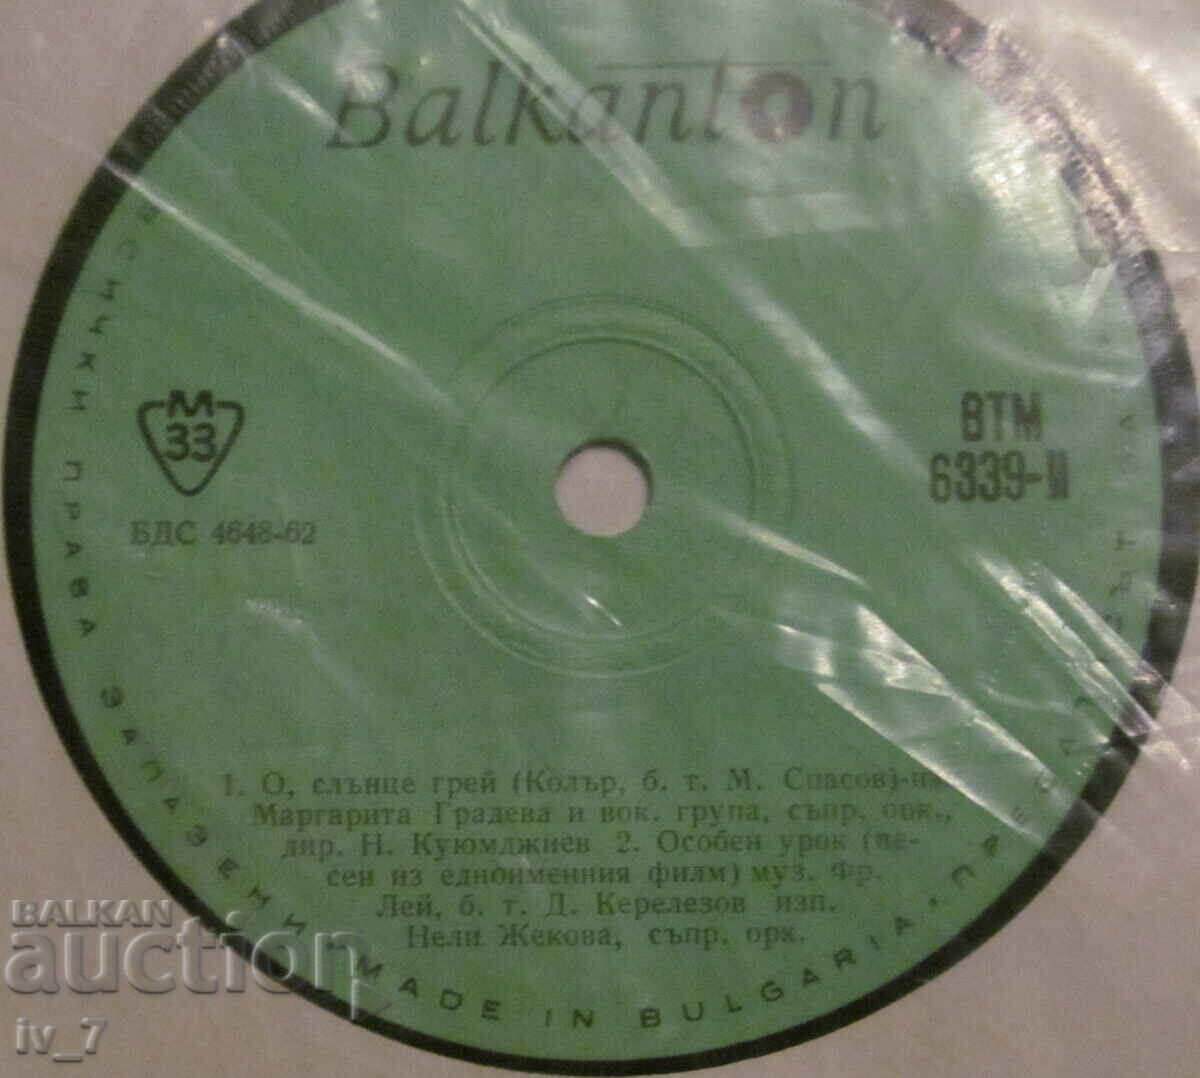 Balkanton
M
33
БДС 4648-62
ВТМ
6339-II
1. О, слънце грей (Колър, б. т. М. Спасов)
Маргарита Градева и вок. група, съпр. орк.,
дир. Н. Куюмджиев 2. Особен урок (пе-
сен из едноименния филм) муз. Фр.
Лей, б. т. Д. Керелезов изп.
Нели Жекова, съпр. орк.
ВСИЧКИ ПРАВА ЗАПАЗЕНИ • MADE IN BULGARIA •
BALKAN
auction
iv_7